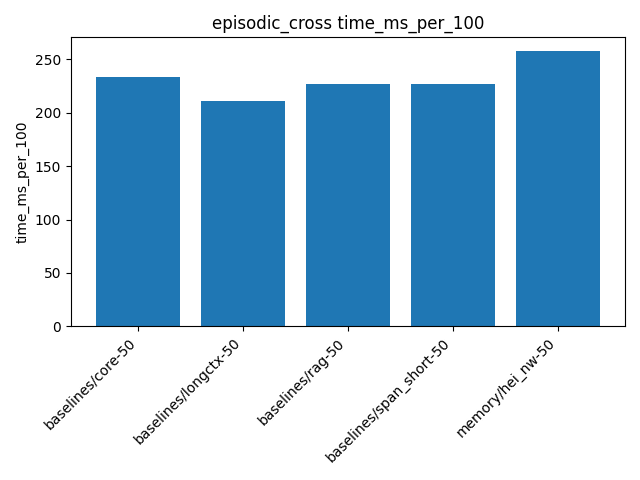 episodic_cross time_ms_per_100
time_ms_per_100
250
200
150
100
50
0
baselines/core-50
baselines/longctx-50
baselines/rag-50
baselines/span_short-50
memory/hei_nw-50